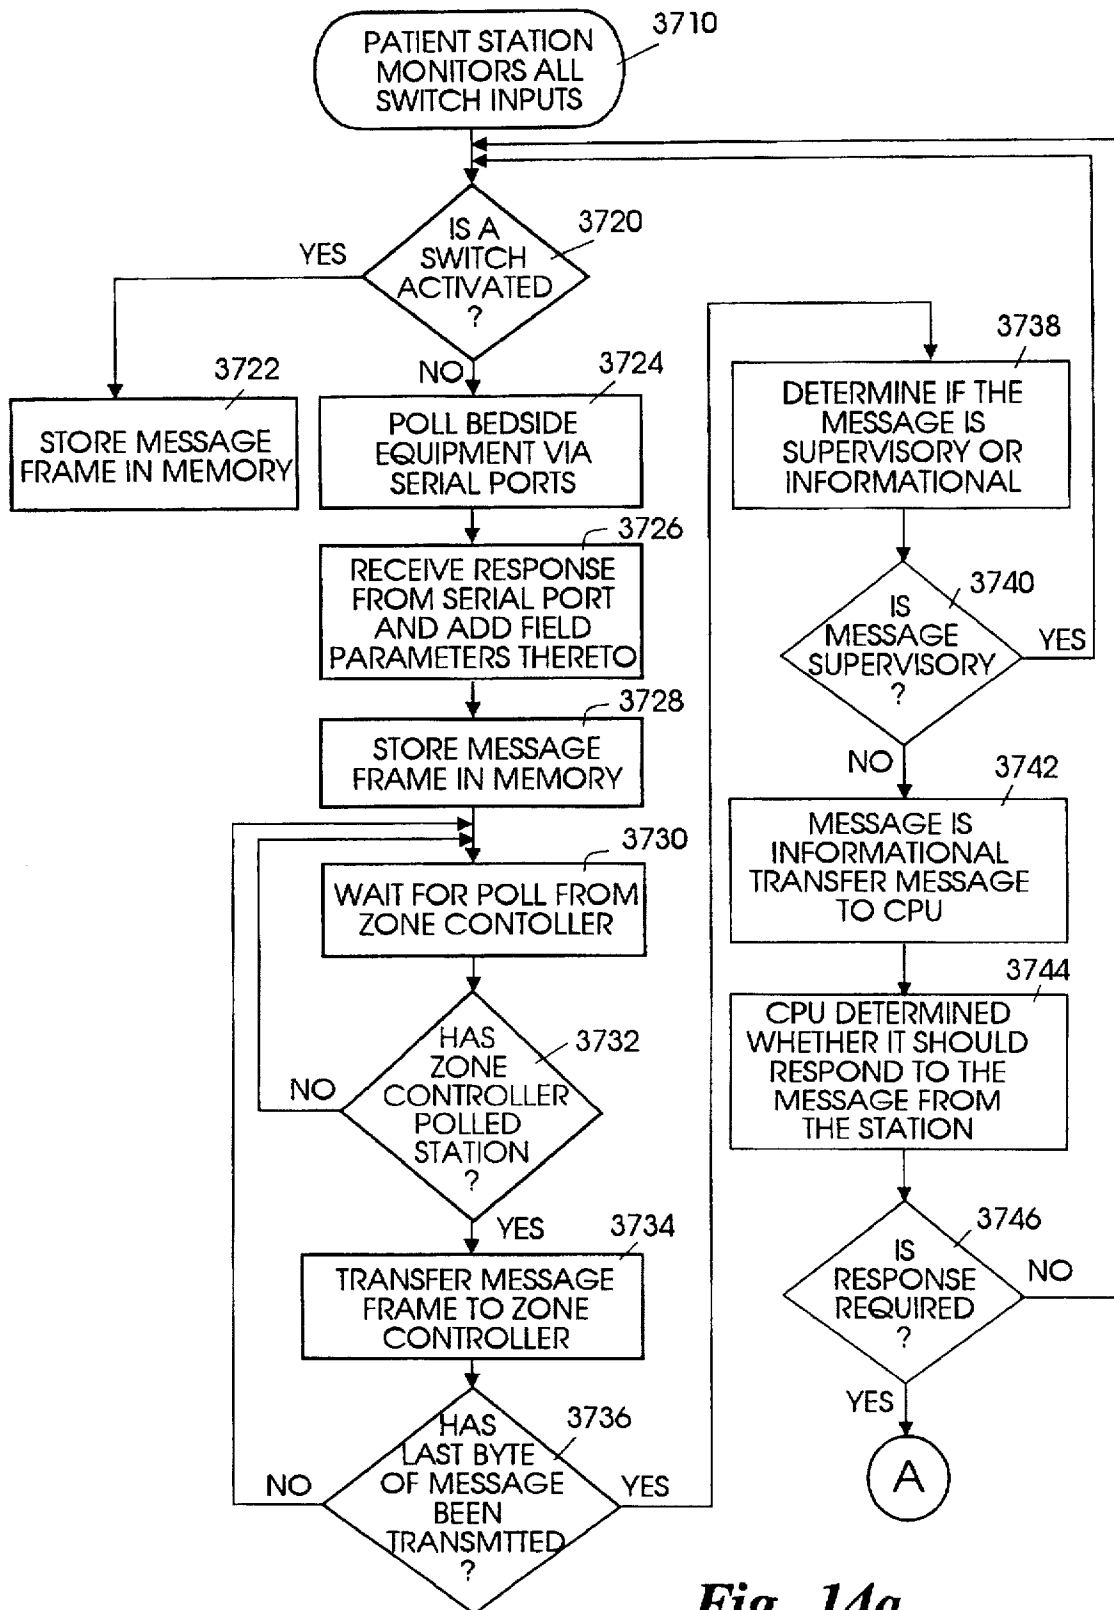 PATIENT STATION
MONITORS ALL
SWITCH INPUTS
3710
IS A
SWITCH
ACTIVATED
?
3720
YES
NO
3722
STORE MESSAGE
FRAME IN MEMORY
3724
POLL BEDSIDE
EQUIPMENT VIA
SERIAL PORTS
3726
RECEIVE RESPONSE
FROM SERIAL PORT
AND ADD FIELD
PARAMETERS THERETO
3728
STORE MESSAGE
FRAME IN MEMORY
3730
WAIT FOR POLL FROM
ZONE CONTOLLER
HAS
ZONE
CONTROLLER
POLLED
STATION
?
3732
NO
YES
3734
TRANSFER MESSAGE
FRAME TO ZONE
CONTROLLER
HAS
LAST BYTE
OF MESSAGE
BEEN
TRANSMTTED
?
3736
NO
YES
3738
DETERMINE IF THE
MESSAGE IS
SUPERVISORY OR
INFORMATIONAL
3740
IS
MESSAGE
SUPERVISORY
?
YES
NO
3742
MESSAGE IS
INFORMATIONAL
TRANSFER MESSAGE
TO CPU
3744
CPU DETERMINED
WHETHER IT SHOULD
RESPOND TO THE
MESSAGE FROM
THE STATION
3746
IS
RESPONSE
REQUIRED
?
NO
YES
A
Fig. 14a